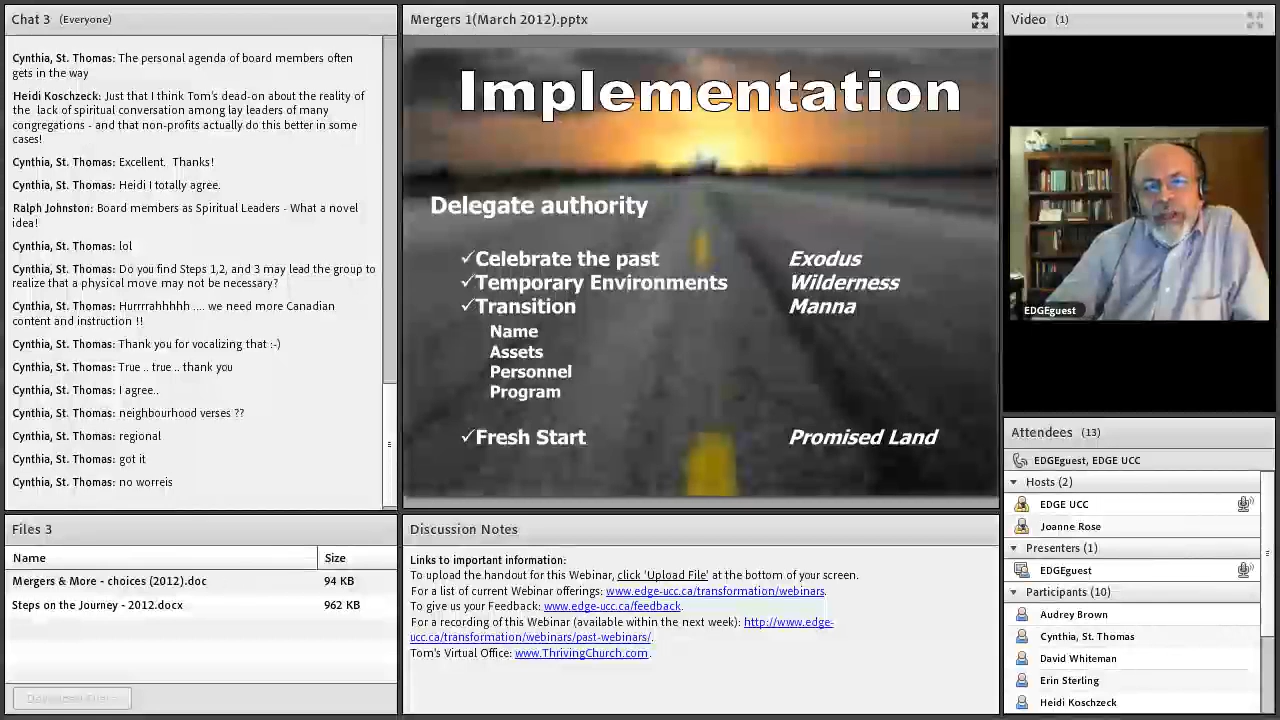 Chat 3 (Everyone)
Cynthia, St. Thomas: The personal agenda of board members often
gets in the way
Heidi Koschzeck: Just that I think Tom's dead-on about the reality of
the lack of spiritual conversation among lay leaders of many
congregations - and that non-profits actually do this better in some
cases!
Cynthia, St. Thomas: Excellent. Thanks!
Cynthia, St. Thomas: Heidi I totally agree.
Ralph Johnston: Board members as Spiritual Leaders - What a novel
idea!
Cynthia, St. Thomas: lol
Cynthia, St. Thomas: Do you find Steps 1,2, and 3 may lead the group to
realize that a physical move may not be necessary?
Cynthia, St. Thomas: Hurrrahhhhh .... we need more Canadian
content and instruction !!
Cynthia, St. Thomas: Thank you for vocalizing that :-)
Cynthia, St. Thomas: True .. true .. thank you
Cynthia, St. Thomas: I agree..
Cynthia, St. Thomas: neighbourhood verses ??
Cynthia, St. Thomas: regional
Cynthia, St. Thomas: got it
Cynthia, St. Thomas: no worreis
Files 3
Name Size
Mergers & More - choices (2012).doc 94 KB
Steps on the Journey - 2012.docx 962 KB
Mergers 1(March 2012).pptx
Implementation
Delegate authority
✓Celebrate the past Exodus
✓Temporary Environments Wilderness
✓Transition Manna
Name
Assets
Personnel
Program
✓Fresh Start Promised Land
Discussion Notes
Links to important information:
To upload the handout for this Webinar, click 'Upload File' at the bottom of your screen.
For a list of current Webinar offerings: www.edge-ucc.ca/transformation/webinars.
To give us your Feedback: www.edge-ucc.ca/feedback.
For a recording of this Webinar (available within the next week): http://www.edge-
ucc.ca/transformation/webinars/past-webinars/.
Tom's Virtual Office: www.ThrivingChurch.com.
Video (1)
EDGEguest
Attendees (13)
EDGEguest, EDGE UCC
Hosts (2)
EDGE UCC
Joanne Rose
Presenters (1)
EDGEguest
Participants (10)
Audrey Brown
Cynthia, St. Thomas
David Whiteman
Erin Sterling
Heidi Koschzeck